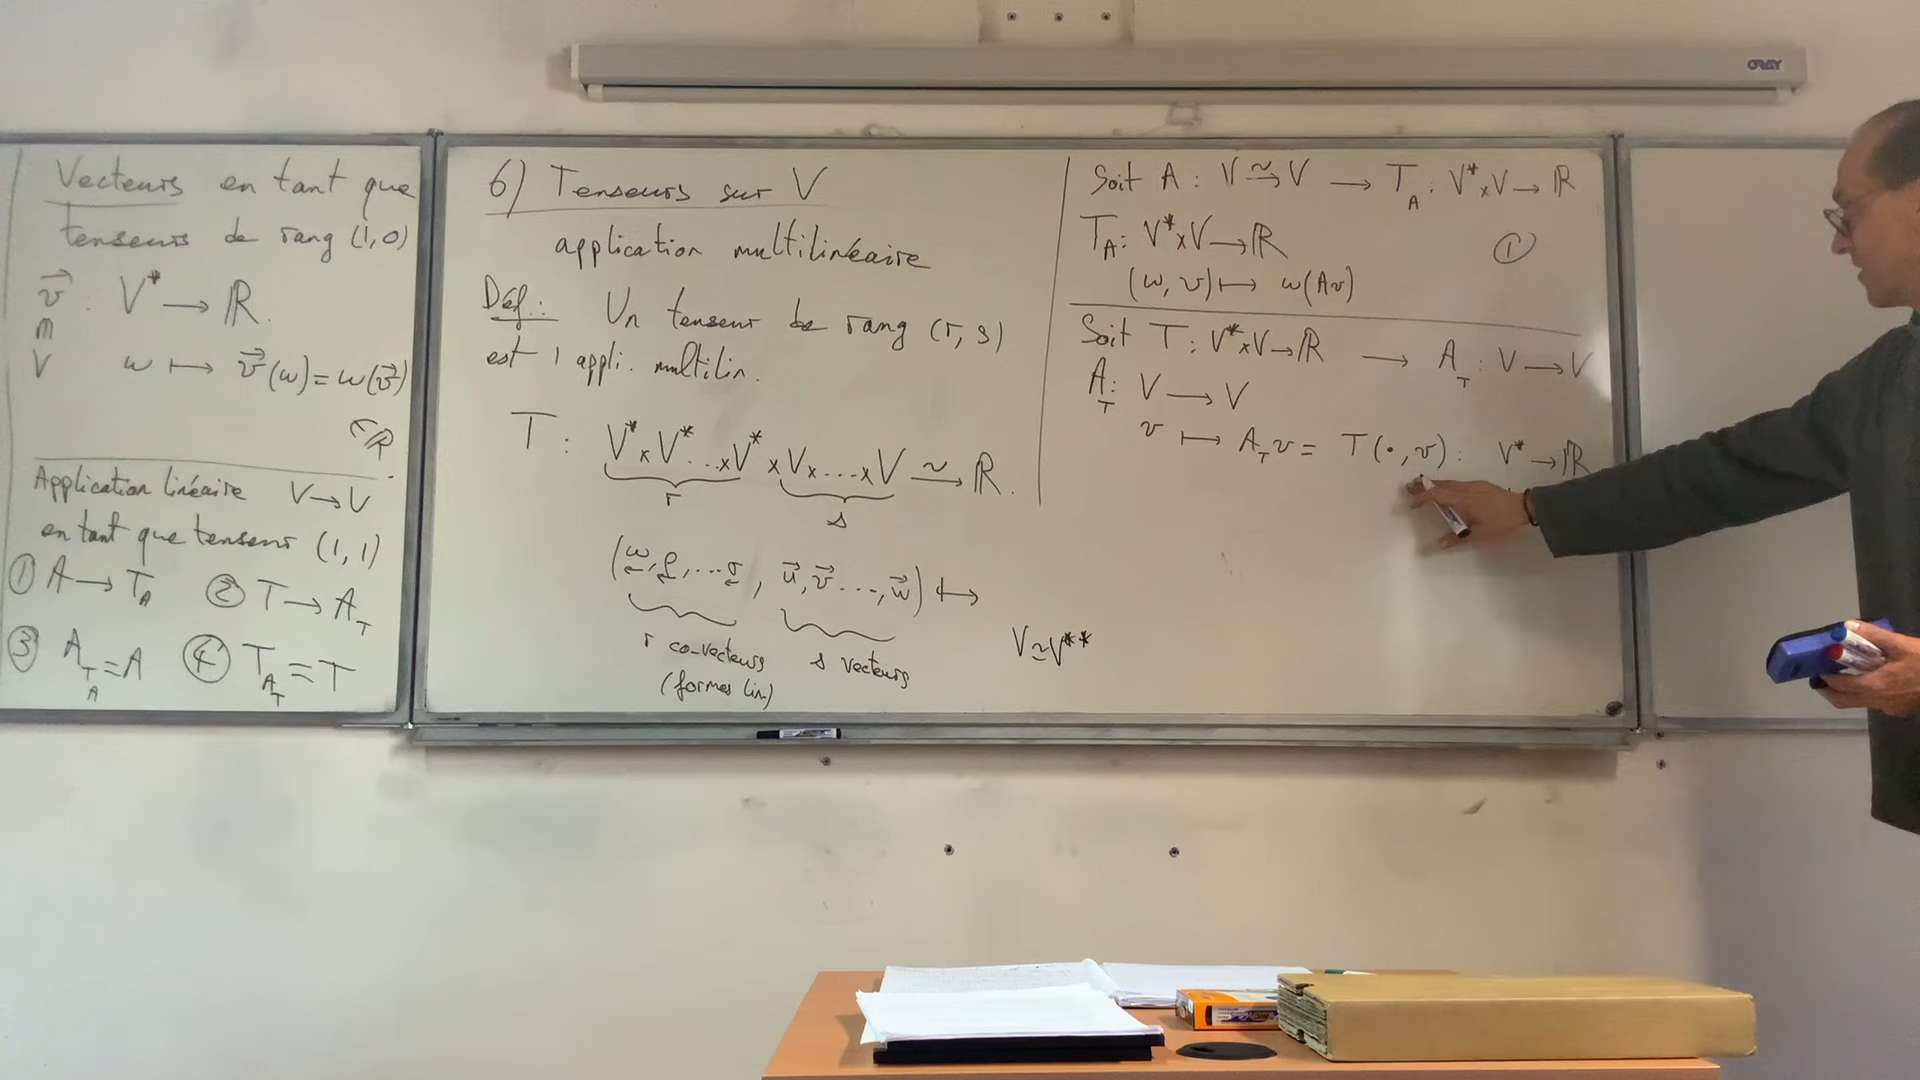 ORAY
Vecteurs en tant que
tenseurs de rang (1,0)
v⃗ : V* → ℝ.
V ω ↦ v⃗(ω) = ω(v⃗)
∈ℝ
Application linéaire V→V
en tant que tenseur (1,1)
① A → T_A ② T → A_T
③ A_{T_A} = A ④ T_{A_T} = T
6) Tenseurs sur V
application multilinéaire
Déf.: Un tenseur de rang (r, s)
est 1 appli. multilin.
T : V* × V* ... × V* × V × .... × V ⥲ ℝ.
r s
(ω, ρ, ... σ, u⃗, v⃗ ..., w⃗) ↦
r co-vecteurs s vecteurs
(formes lin.)
V ≃ V**
Soit A : V ⥲ V → T_A : V* × V → ℝ
T_A : V* × V → ℝ ①
(ω, v) ↦ ω(Av)
Soit T : V* × V → ℝ → A_T : V → V
A_T : V → V
v ↦ A_T v = T(•, v) : V* → ℝ